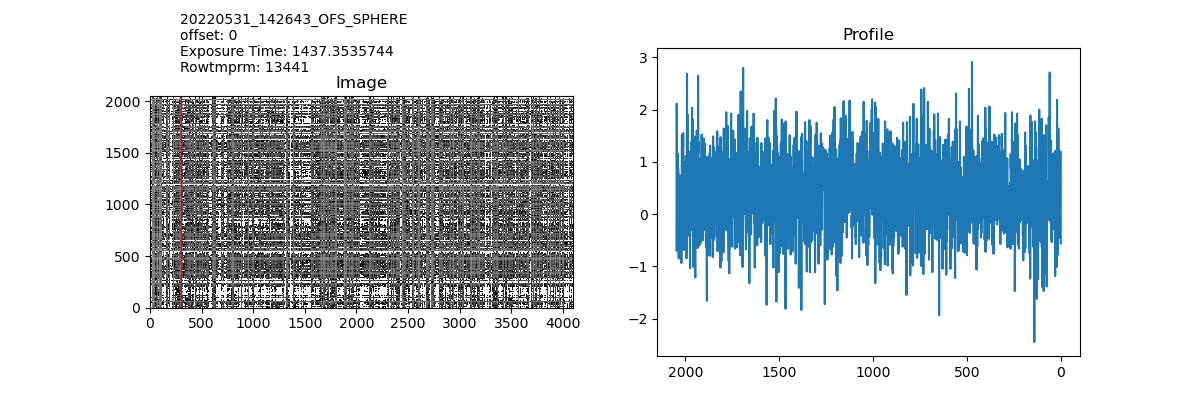 20220531_142643_OFS_SPHERE
offset: 0
Exposure Time: 1437.3535744
Rowtmprm: 13441
Image
2000
1500
1000
500
0
0 500 1000 1500 2000 2500 3000 3500 4000
Profile
3
2
1
0
−1
−2
2000 1500 1000 500 0